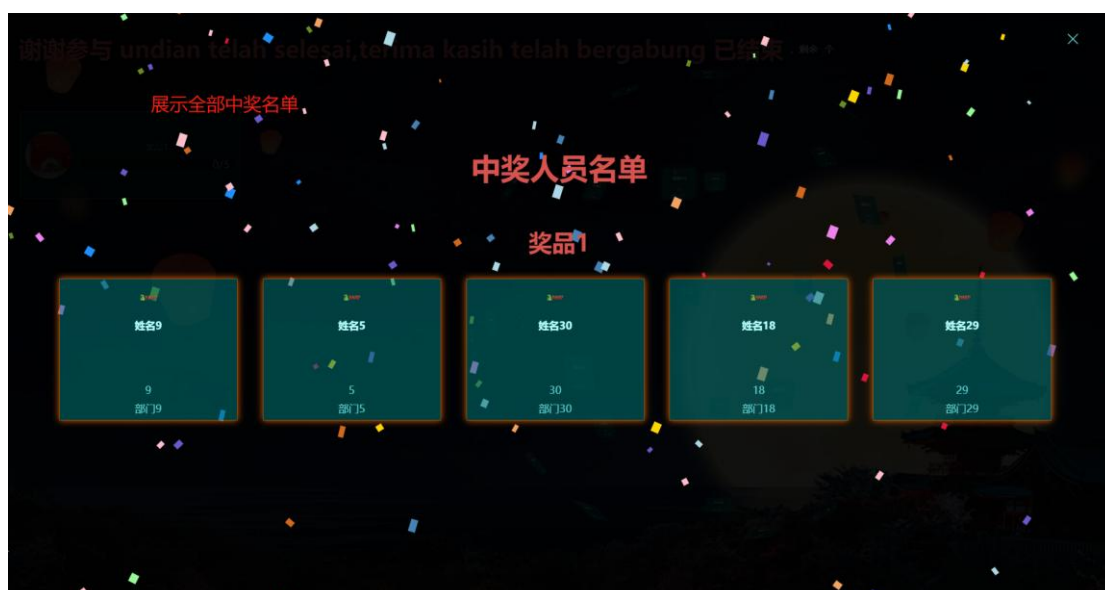 谢谢参与 undian telah selesai,terima kasih telah bergabung 已结束 , 剩余 个
展示全部中奖名单
中奖人员名单
奖品1
姓名9
9
部门9
姓名5
5
部门5
姓名30
30
部门30
姓名18
18
部门18
姓名29
29
部门29